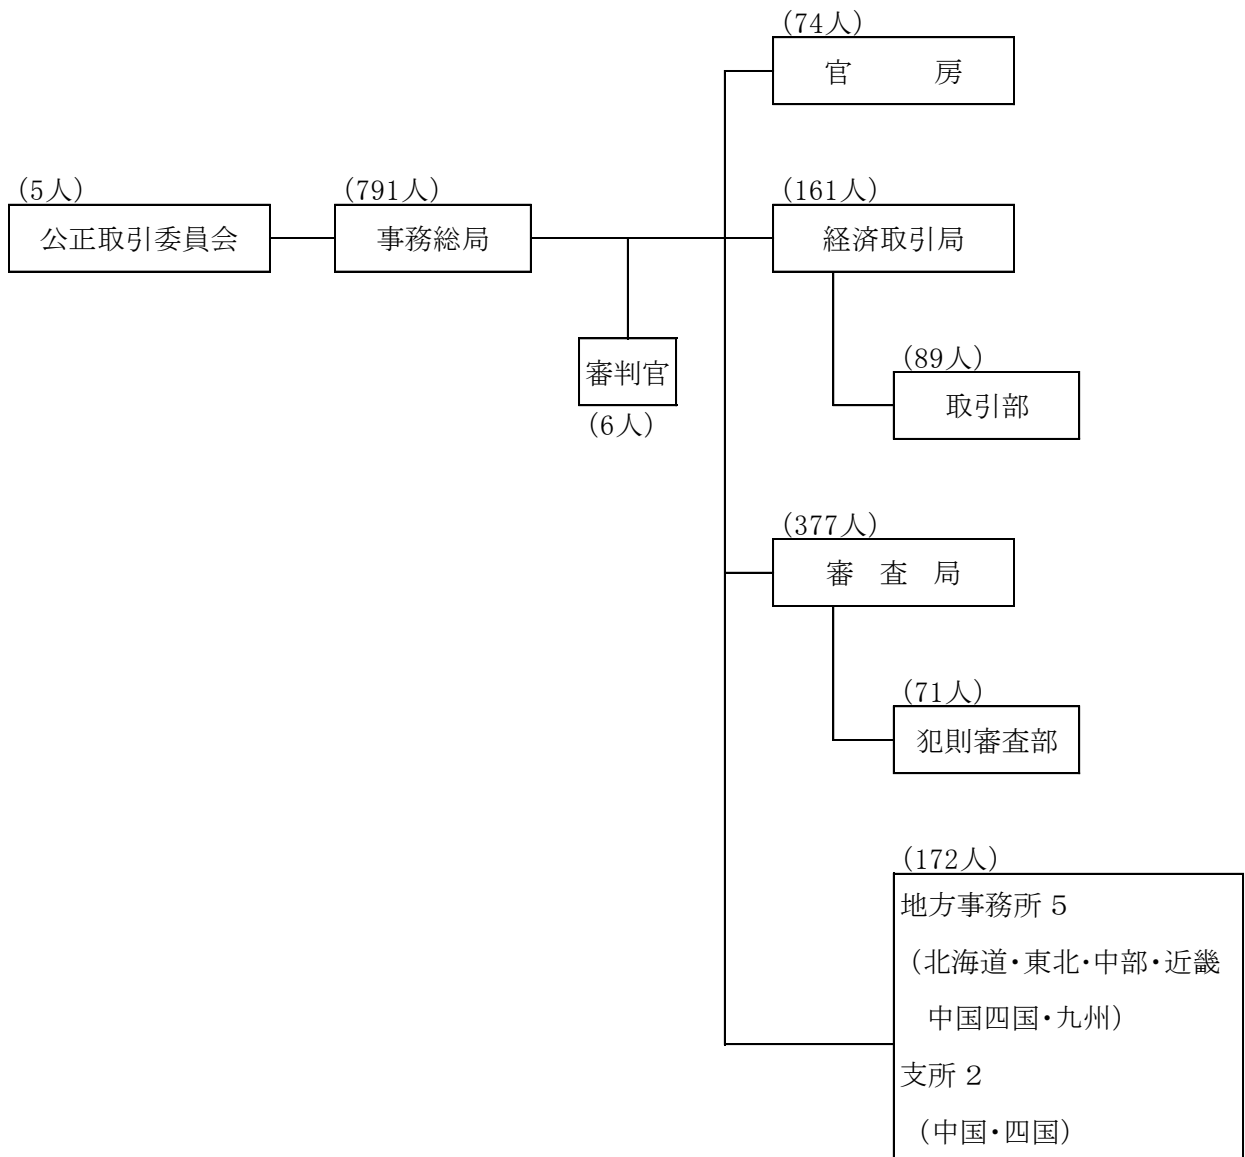 (74人)
官　　　房
(5人)
公正取引委員会
(791人)
事務総局
(161人)
経済取引局
審判官
(6人)
(89人)
取引部
(377人)
審　査　局
(71人)
犯則審査部
(172人)
地方事務所 5
(北海道・東北・中部・近畿
中国四国・九州)
支所 2
(中国・四国)